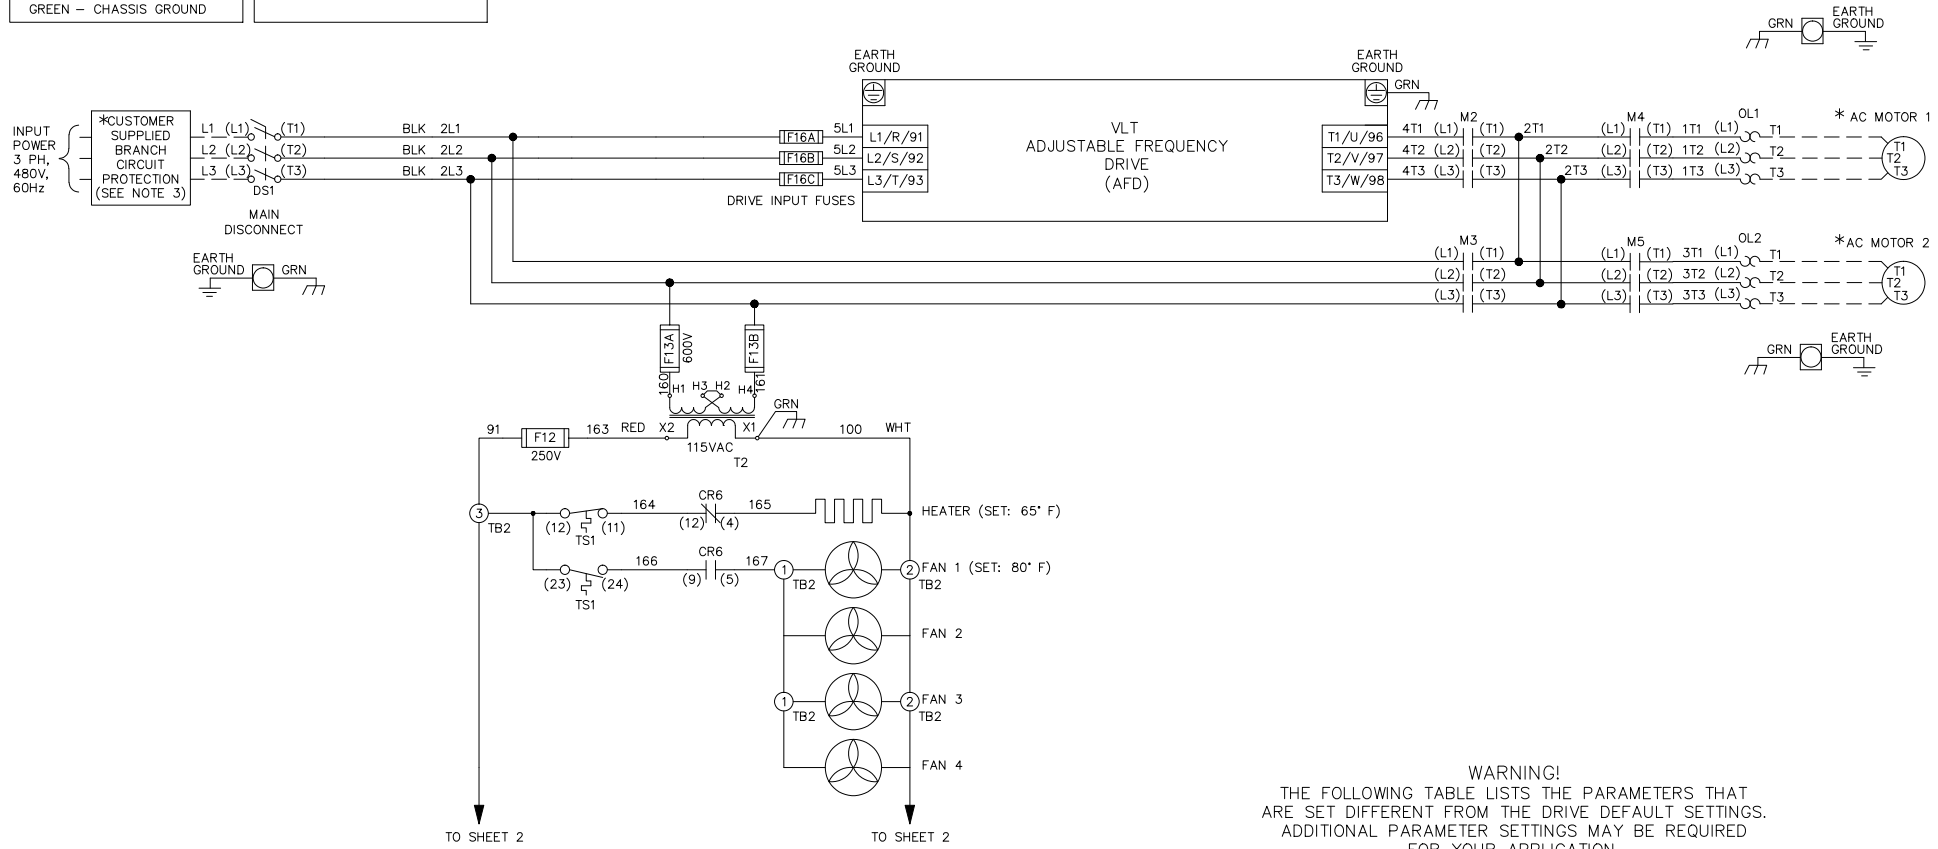 GREEN – CHASSIS GROUND
EARTH
GROUND
GRN
EARTH
GROUND
EARTH
GROUND
GRN
INPUT
POWER
3 PH,
480V,
60Hz
*CUSTOMER
SUPPLIED
BRANCH
CIRCUIT
PROTECTION
(SEE NOTE 3)
L1 (L1) (T1) BLK 2L1 F16A 5L1 L1/R/91
L2 (L2) (T2) BLK 2L2 F16B 5L2 L2/S/92
L3 (L3) (T3) BLK 2L3 F16C 5L3 L3/T/93
DS1
MAIN
DISCONNECT
DRIVE INPUT FUSES
VLT
ADJUSTABLE FREQUENCY
DRIVE
(AFD)
M2 M4 OL1 * AC MOTOR 1
T1/U/96 4T1 (L1) (T1) 2T1 (L1) (T1) 1T1 (L1) T1 T1
T2/V/97 4T2 (L2) (T2) 2T2 (L2) (T2) 1T2 (L2) T2 T2
T3/W/98 4T3 (L3) (T3) 2T3 (L3) (T3) 1T3 (L3) T3 T3
M3 M5 OL2 *AC MOTOR 2
(L1) (T1) (L1) (T1) 3T1 (L1) T1 T1
(L2) (T2) (L2) (T2) 3T2 (L2) T2 T2
(L3) (T3) (L3) (T3) 3T3 (L3) T3 T3
EARTH
GROUND GRN
GRN
EARTH
GROUND
F13A
600V
F13B
160
161
H1 H3 H2 H4
GRN
91 F12 163 RED X2 X1 100 WHT
250V
115VAC
T2
3
TB2
(12) (11)
TS1
164
CR6
(12) (4)
165
HEATER (SET: 65° F)
(23) (24)
TS1
166
CR6
(9) (5)
167
1
TB2
2
TB2
FAN 1 (SET: 80° F)
FAN 2
1
TB2
2
TB2
FAN 3
FAN 4
TO SHEET 2
TO SHEET 2
WARNING!
THE FOLLOWING TABLE LISTS THE PARAMETERS THAT
ARE SET DIFFERENT FROM THE DRIVE DEFAULT SETTINGS.
ADDITIONAL PARAMETER SETTINGS MAY BE REQUIRED
FOR YOUR APPLICATION